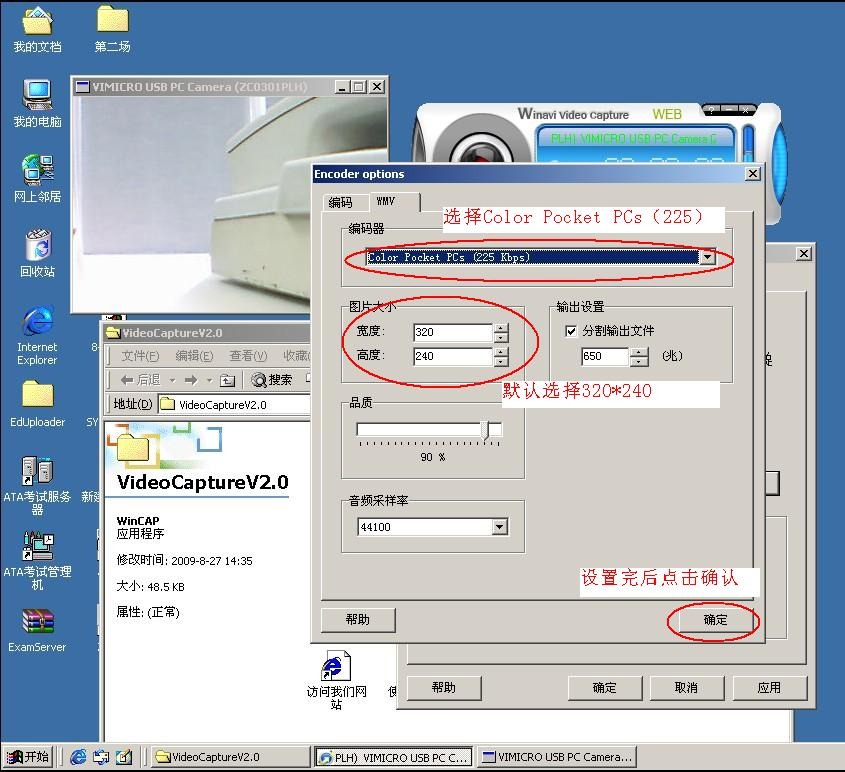 我的文档
第二场
我的电脑
网上邻居
回收站
Internet
Explorer
EdUploader
ATA考试服务
器
ATA考试管理
机
ExamServer
VIMICRO USB PC Camera (ZC0301PLH)
Winavi video capture
WEB
PLH) VIMICRO USB PC Camera
Encoder options
编码
WMV
选择Color Pocket PCs（225）
编码器
Color Pocket PCs (225 Kbps)
图片大小
宽度:
320
高度:
240
输出设置
分割输出文件
650
(兆)
默认选择320*240
品质
90 %
音频采样率
44100
设置完后点击确认
帮助
确定
帮助
确定
取消
应用
VideoCaptureV2.0
文件(F)
编辑(E)
查看(V)
收藏
后退
搜索
地址(D)
VideoCaptureV2.0
VideoCaptureV2.0
WinCAP
应用程序
修改时间: 2009-8-27 14:35
大小: 48.5 KB
属性: (正常)
访问我们网
站
开始
VideoCaptureV2.0
PLH) VIMICRO USB PC C...
VIMICRO USB PC Camera...